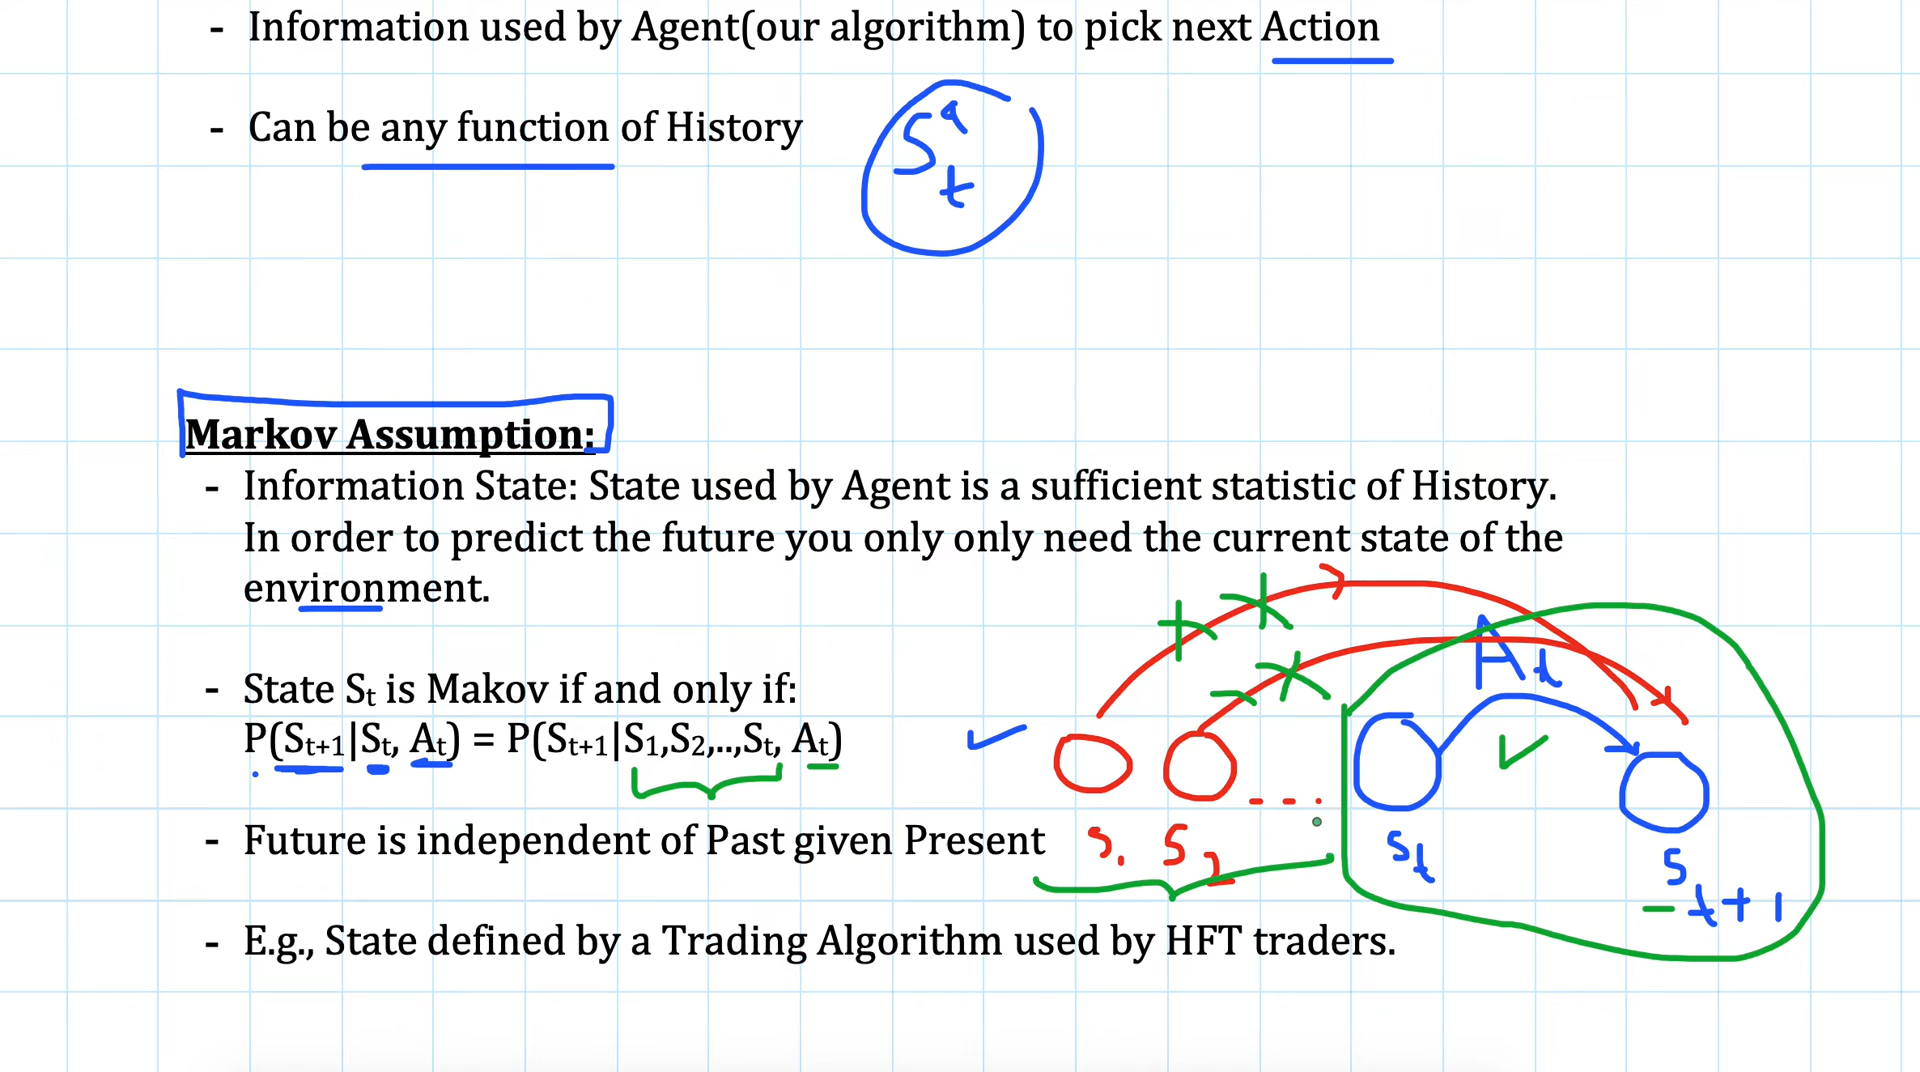 - Information used by Agent(our algorithm) to pick next Action
- Can be any function of History
Sᵃt
Markov Assumption:
- Information State: State used by Agent is a sufficient statistic of History.
In order to predict the future you only only need the current state of the
environment.
At
- State St is Makov if and only if:
P(St+1|St, At) = P(St+1|S1,S2,..,St, At)
- Future is independent of Past given Present
S1 S2 .... St St+1
- E.g., State defined by a Trading Algorithm used by HFT traders.